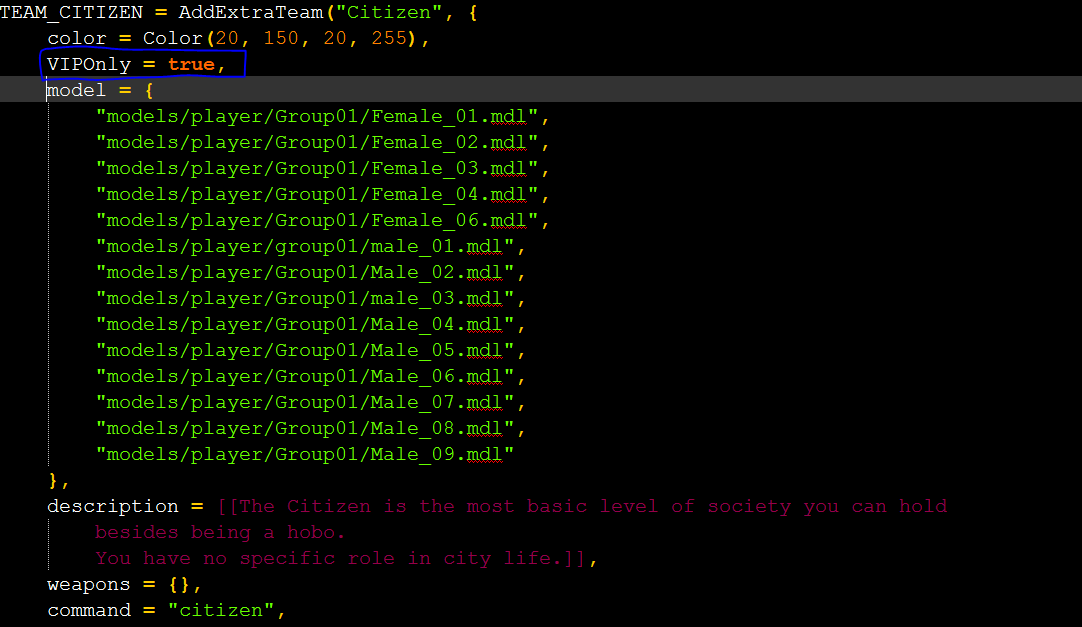 TEAM_CITIZEN = AddExtraTeam("Citizen", {
color = Color(20, 150, 20, 255),
VIPOnly = true,
model = {
"models/player/Group01/Female_01.mdl",
"models/player/Group01/Female_02.mdl",
"models/player/Group01/Female_03.mdl",
"models/player/Group01/Female_04.mdl",
"models/player/Group01/Female_06.mdl",
"models/player/group01/male_01.mdl",
"models/player/Group01/Male_02.mdl",
"models/player/Group01/male_03.mdl",
"models/player/Group01/Male_04.mdl",
"models/player/Group01/Male_05.mdl",
"models/player/Group01/Male_06.mdl",
"models/player/Group01/Male_07.mdl",
"models/player/Group01/Male_08.mdl",
"models/player/Group01/Male_09.mdl"
},
description = [[The Citizen is the most basic level of society you can hold
besides being a hobo.
You have no specific role in city life.]],
weapons = {},
command = "citizen",